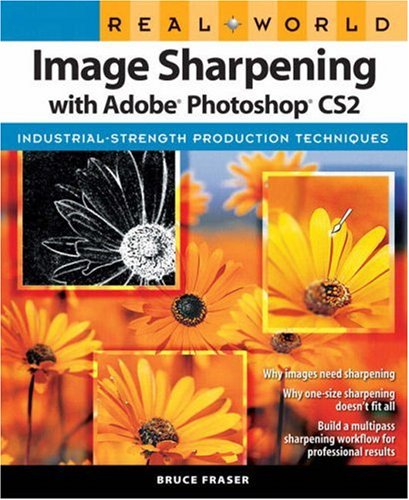 REAL WORLD
Image Sharpening
with Adobe® Photoshop® CS2
INDUSTRIAL-STRENGTH PRODUCTION TECHNIQUES
Why images need sharpening
Why one-size sharpening
doesn't fit all
Build a multipass
sharpening workflow for
professional results
BRUCE FRASER